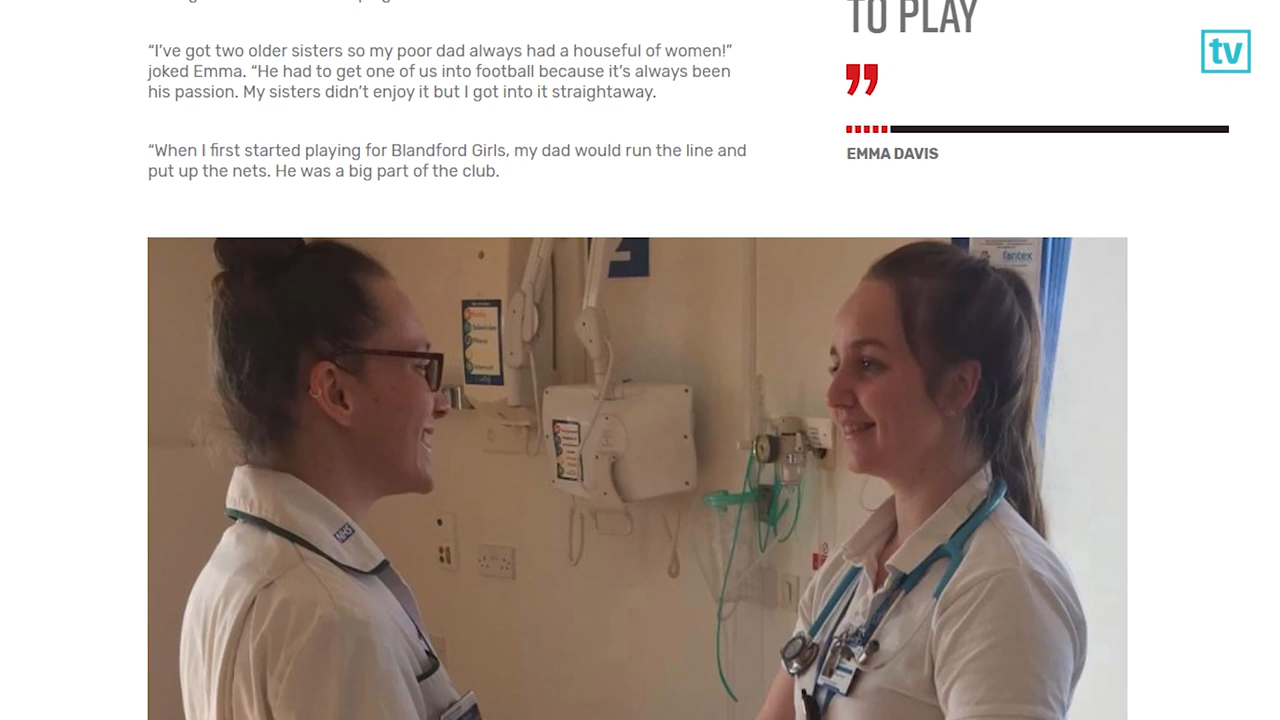 “I’ve got two older sisters so my poor dad always had a houseful of women!”
joked Emma. “He had to get one of us into football because it’s always been
his passion. My sisters didn’t enjoy it but I got into it straightaway.
“When I first started playing for Blandford Girls, my dad would run the line and
put up the nets. He was a big part of the club.
TO PLAY
”
EMMA DAVIS
tv
2
fantex
NHS